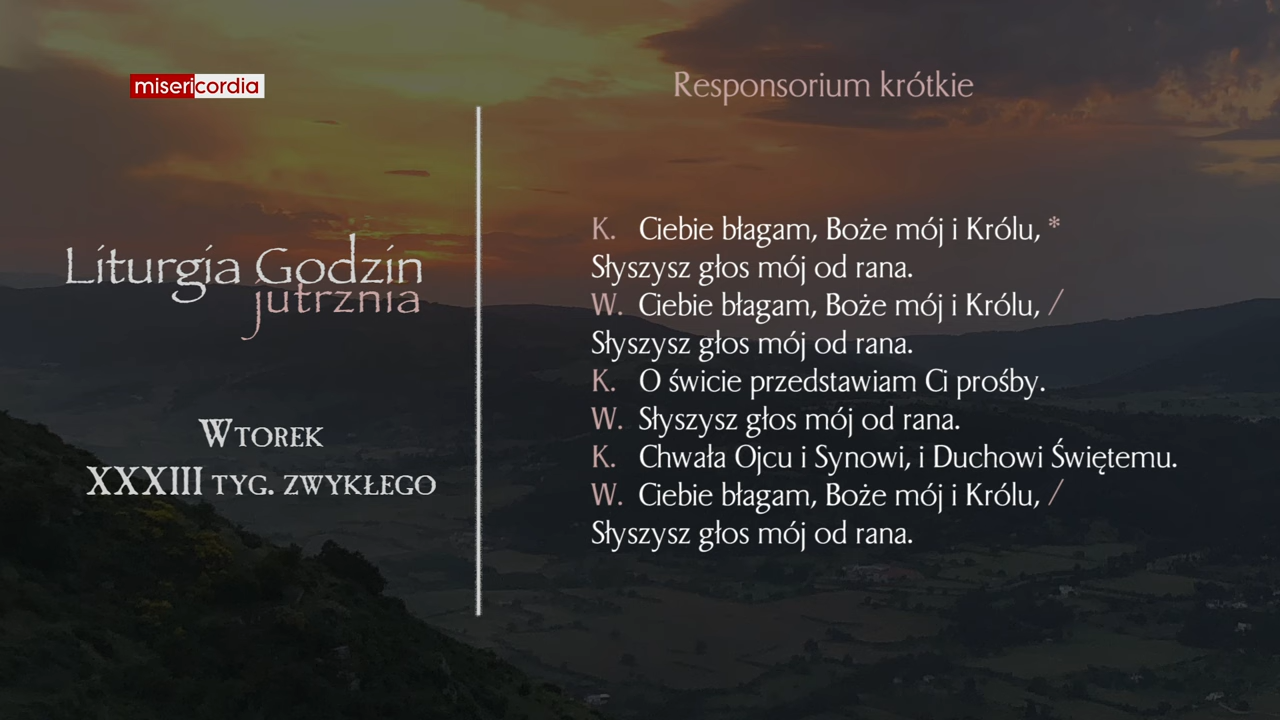 misericordia
Liturgia Godzin
jutrznia
Wtorek
XXXIII tyg. zwykłego
Responsorium krótkie
K. Ciebie błagam, Boże mój i Królu, *
Słyszysz głos mój od rana.
W. Ciebie błagam, Boże mój i Królu, /
Słyszysz głos mój od rana.
K. O świcie przedstawiam Ci prośby.
W. Słyszysz głos mój od rana.
K. Chwała Ojcu i Synowi, i Duchowi Świętemu.
W. Ciebie błagam, Boże mój i Królu, /
Słyszysz głos mój od rana.